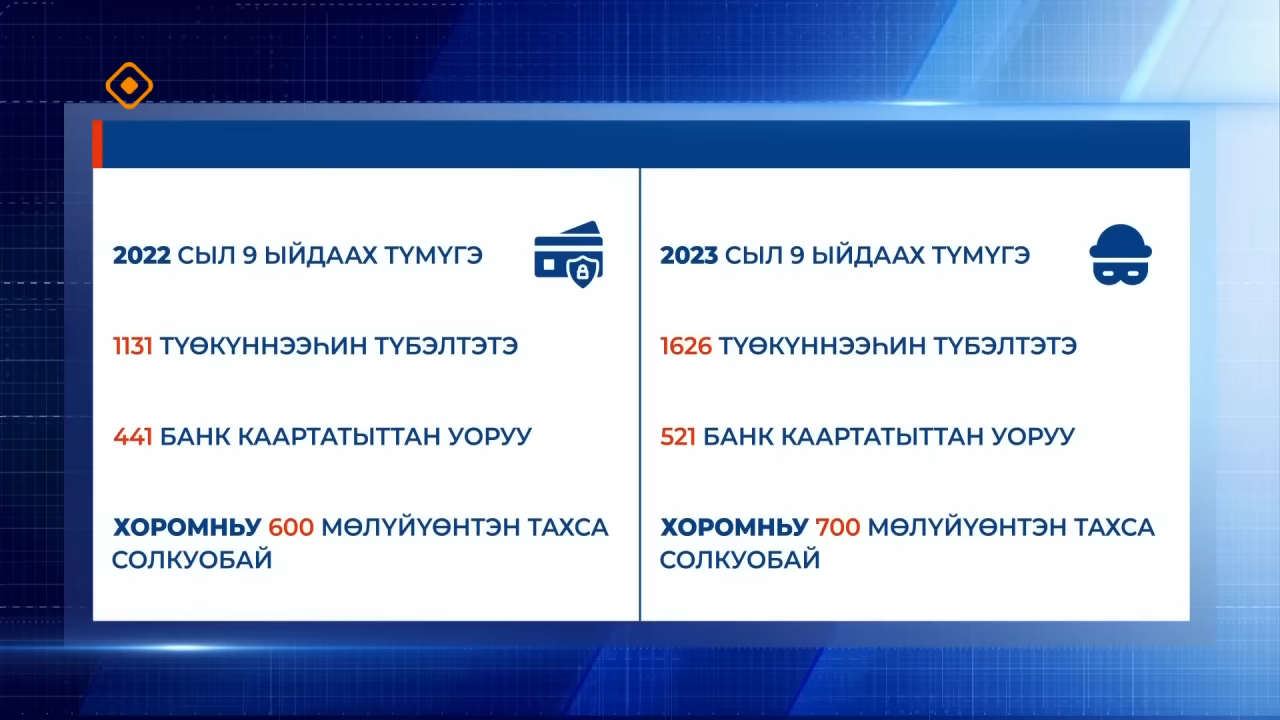 2022 СЫЛ 9 ЫЙДААХ ТҮМҮГЭ
1131 ТҮӨКҮННЭЭҺИН ТҮБЭЛТЭТЭ
441 БАНК КААРТАТЫТТАН УОРУУ
ХОРОМНЬУ 600 МӨЛҮЙҮӨНТЭН ТАХСА
СОЛКУОБАЙ
2023 СЫЛ 9 ЫЙДААХ ТҮМҮГЭ
1626 ТҮӨКҮННЭЭҺИН ТҮБЭЛТЭТЭ
521 БАНК КААРТАТЫТТАН УОРУУ
ХОРОМНЬУ 700 МӨЛҮЙҮӨНТЭН ТАХСА
СОЛКУОБАЙ